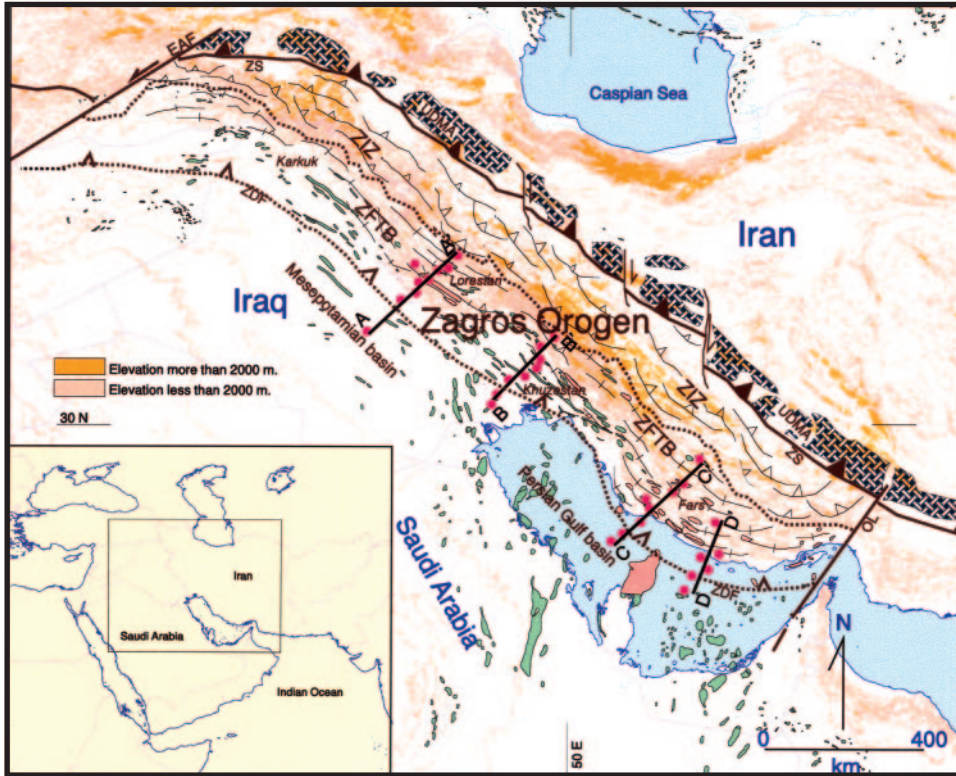 EAF
ZS
Caspian Sea
UDMA
ZIZ
Karkuk
ZDF
ZFTB
Iran
A'
Lorestan
Iraq
Mesepotamian basin
A
Zagros Orogen
B'
Elevation more than 2000 m.
Elevation less than 2000 m.
Khuzestan
ZIZ
30 N
B
ZFTB
UDMA
ZS
C'
Persian Gulf basin
Fars
D'
OL
C
Saudi Arabia
ZDF
D
Iran
Saudi Arabia
Indian Ocean
N
50 E
0 400
km